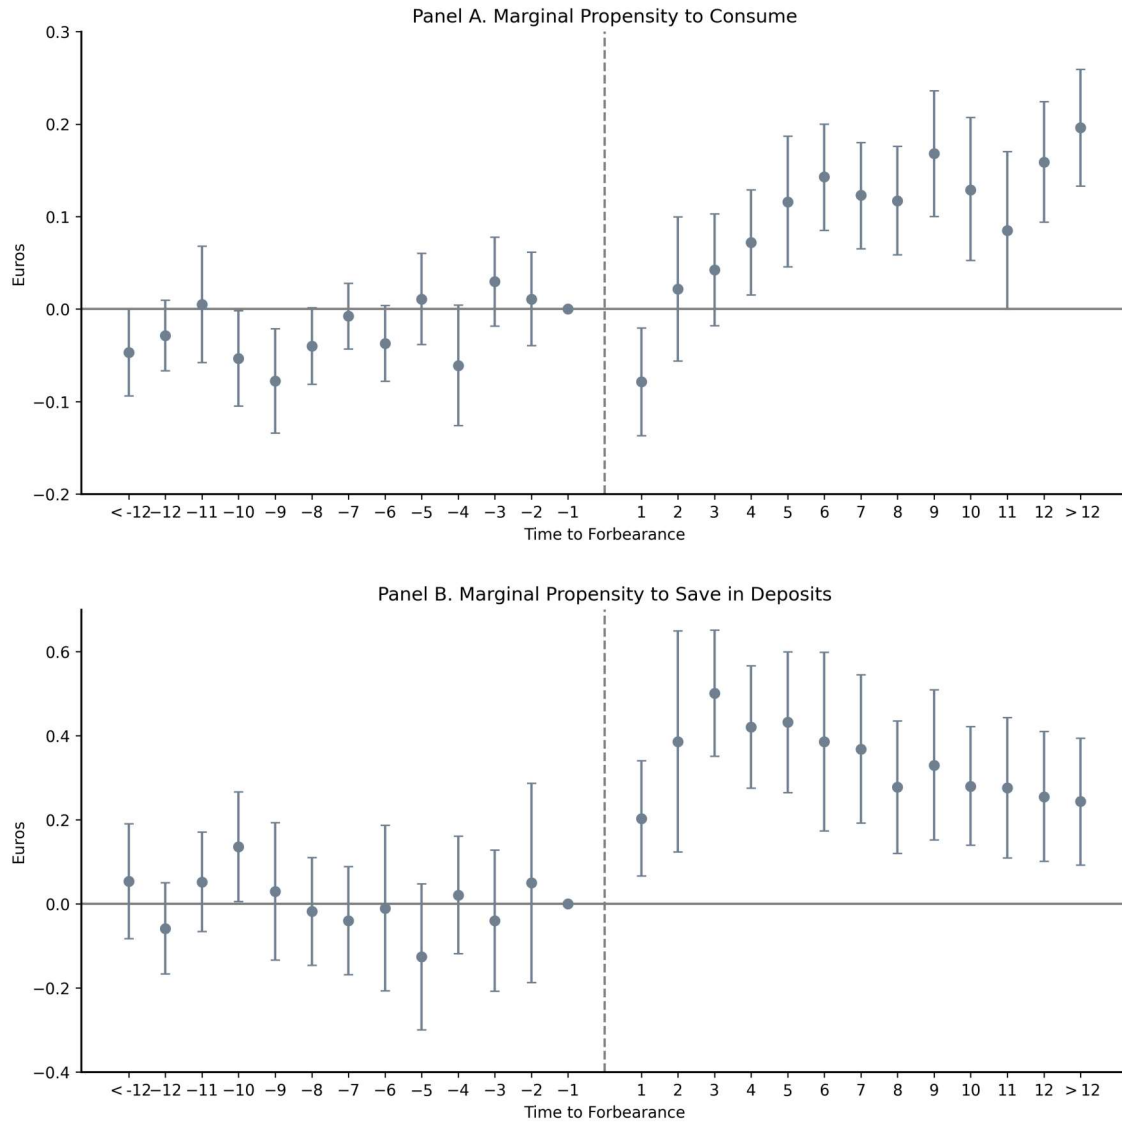 Panel A. Marginal Propensity to Consume
0.3
0.2
0.1
0.0
−0.1
−0.2
Euros
< -12 −12 −11 −10 −9 −8 −7 −6 −5 −4 −3 −2 −1 1 2 3 4 5 6 7 8 9 10 11 12 > 12
Time to Forbearance
Panel B. Marginal Propensity to Save in Deposits
0.6
0.4
0.2
0.0
−0.2
−0.4
Euros
< -12 −12 −11 −10 −9 −8 −7 −6 −5 −4 −3 −2 −1 1 2 3 4 5 6 7 8 9 10 11 12 > 12
Time to Forbearance